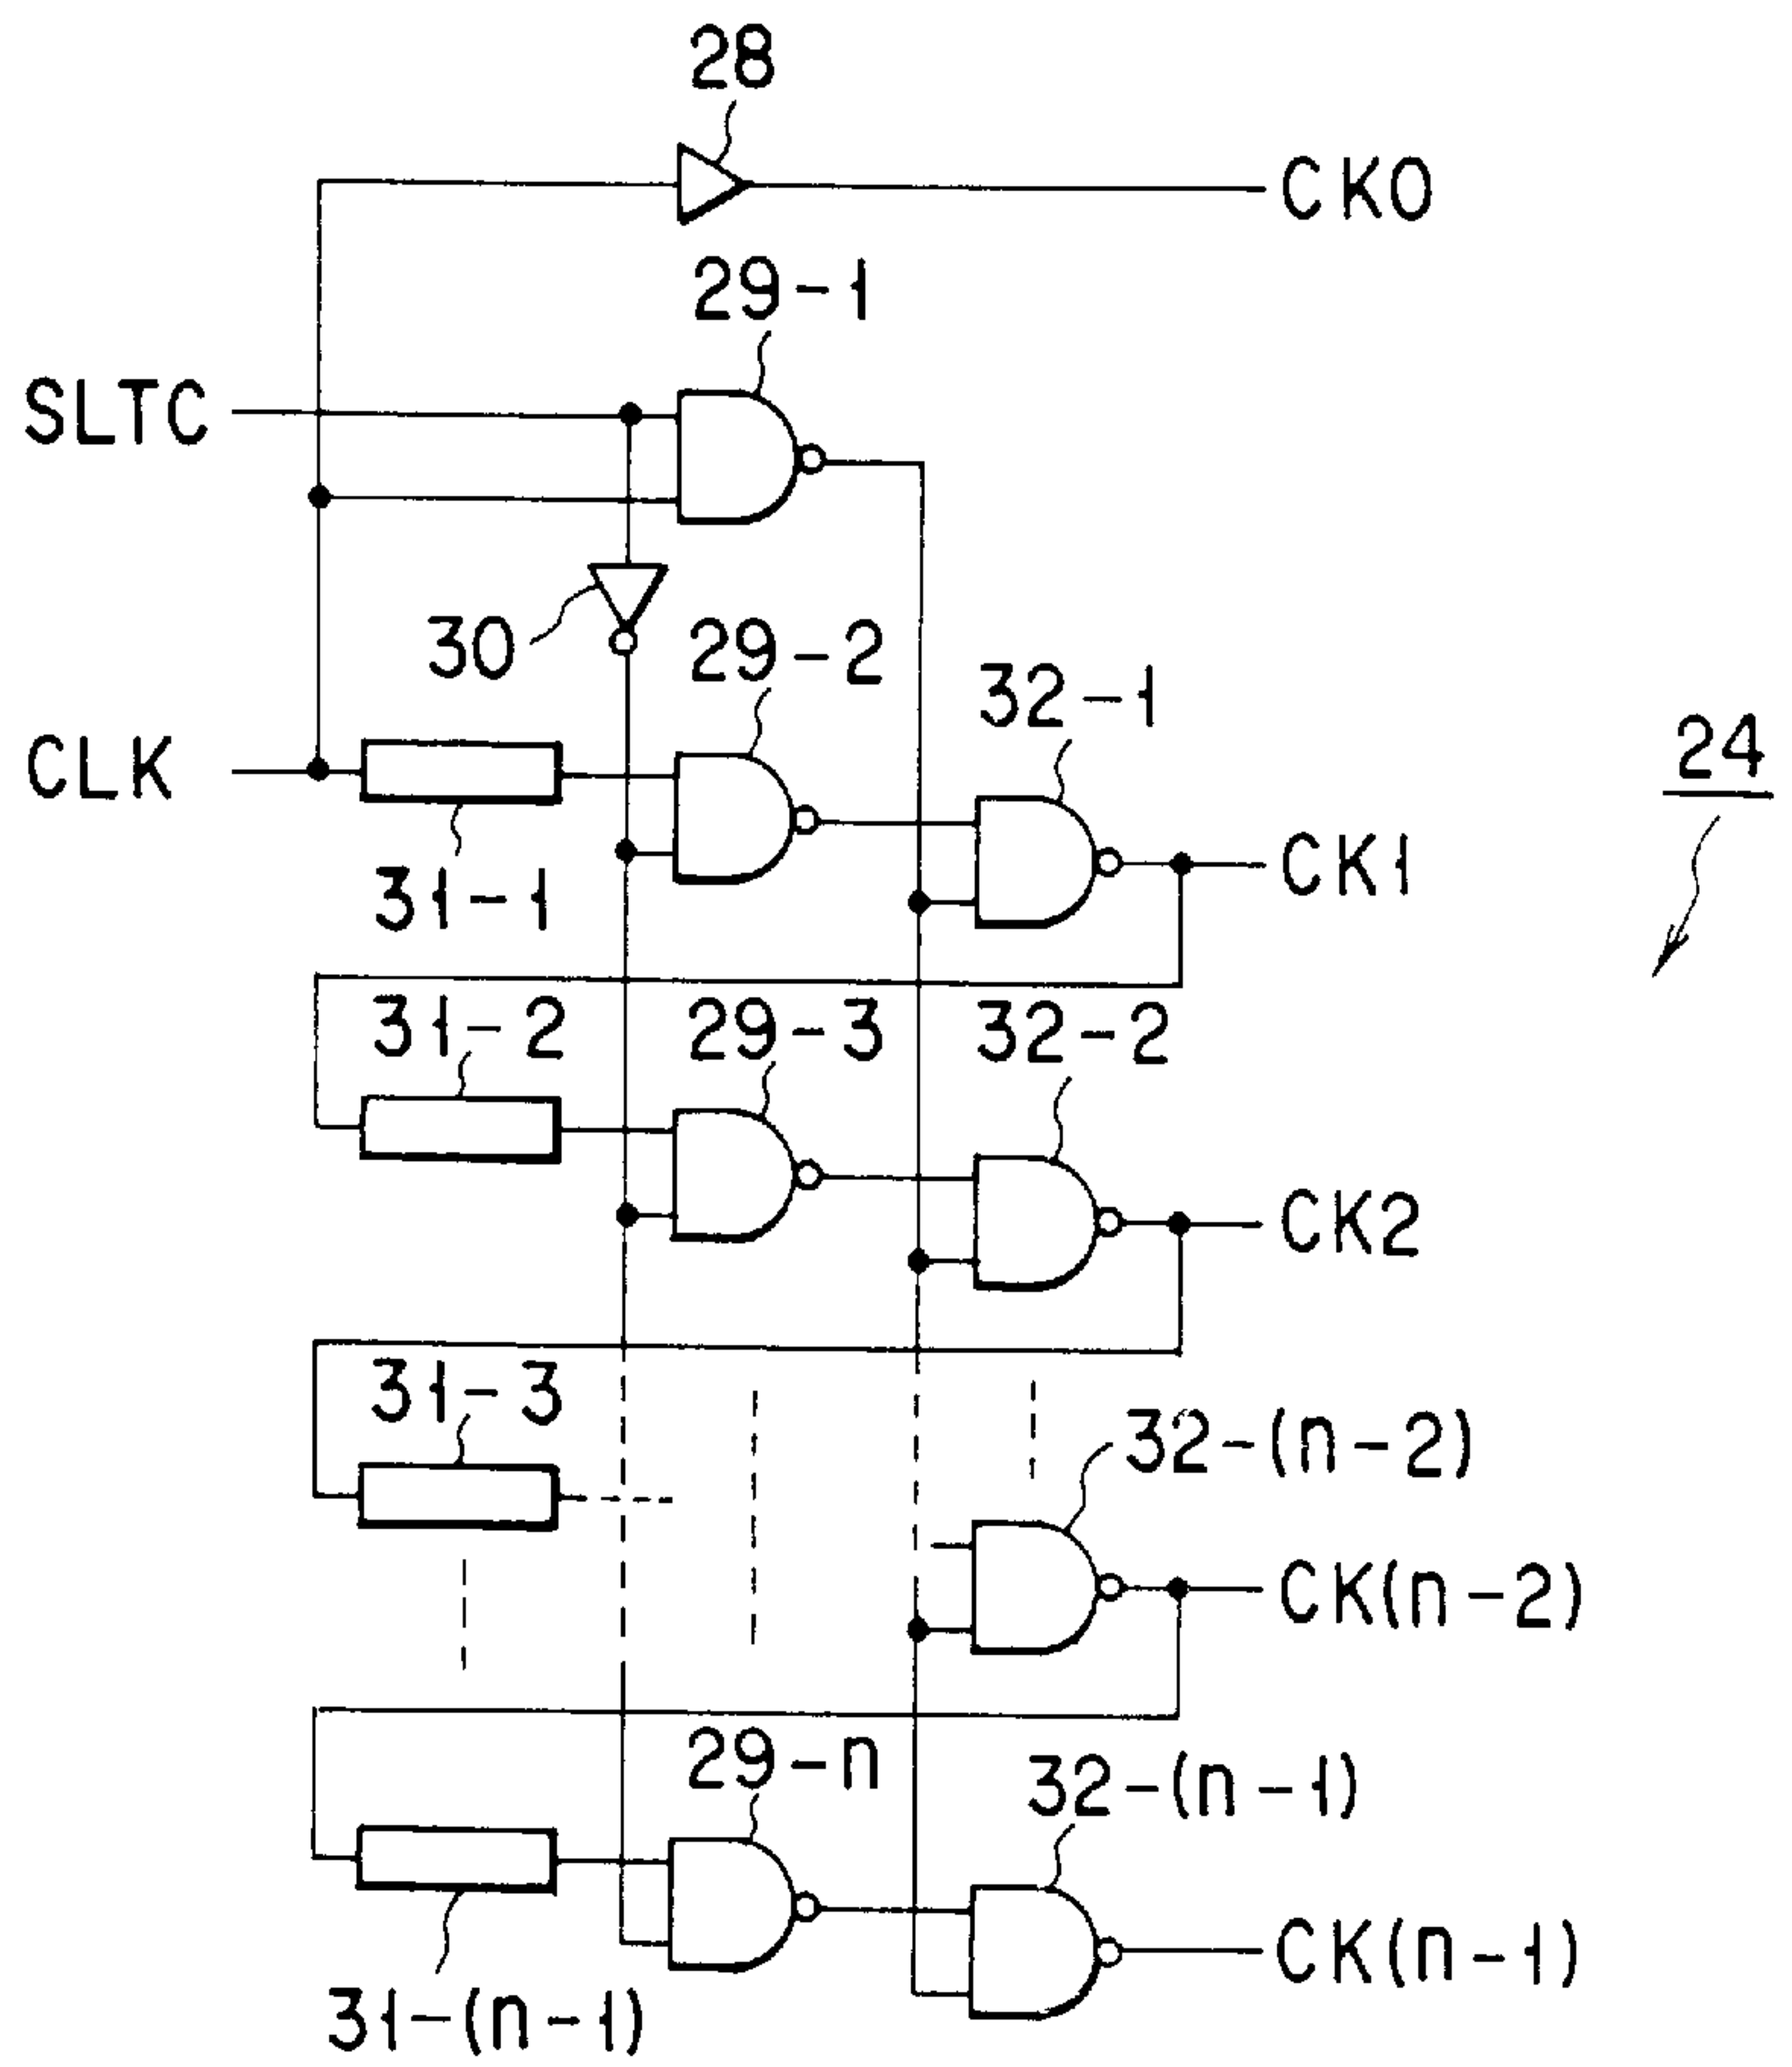 28
CK0
29-1
SLTC
30
29-2
32-1
24
CLK
CK1
31-1
31-2
29-3
32-2
CK2
31-3
32-(n-2)
CK(n-2)
29-n
32-(n-1)
CK(n-1)
31-(n-1)